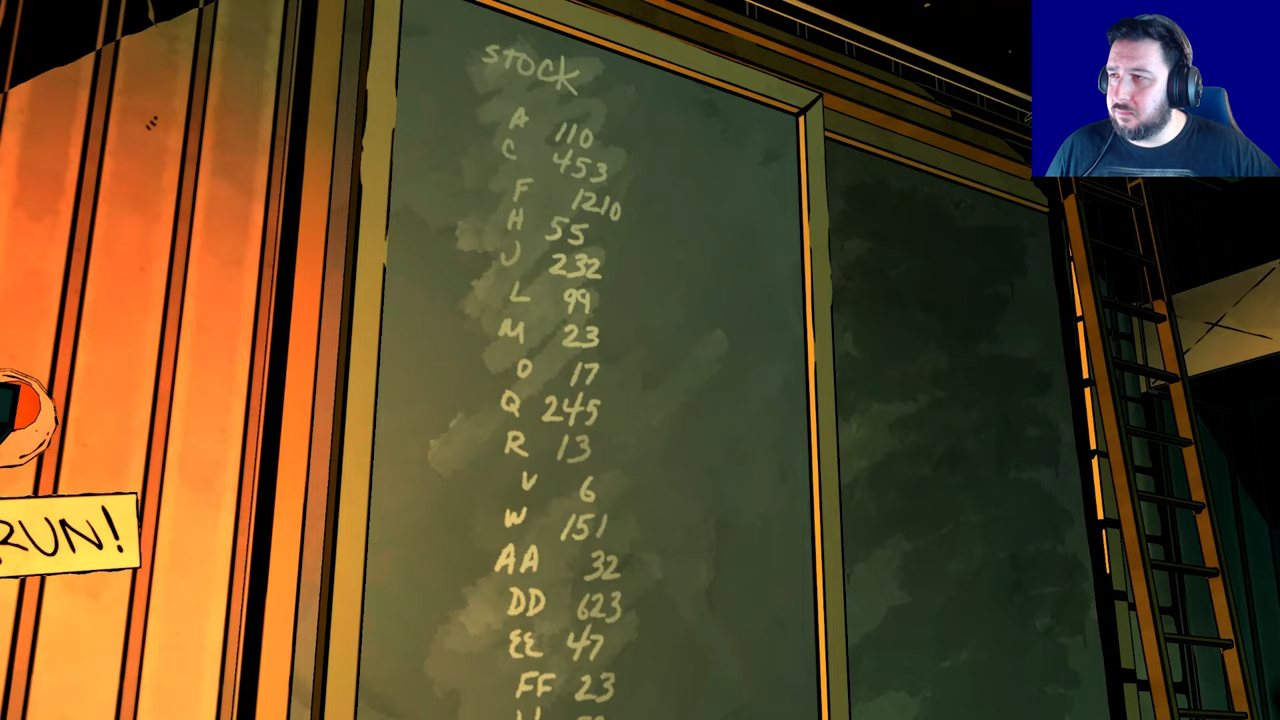 STOCK
A 110
C 453
F 1210
H 55
J 232
L 99
M 23
O 17
Q 245
R 13
V 6
W 151
AA 32
DD 623
EE 47
FF 23
RUN!